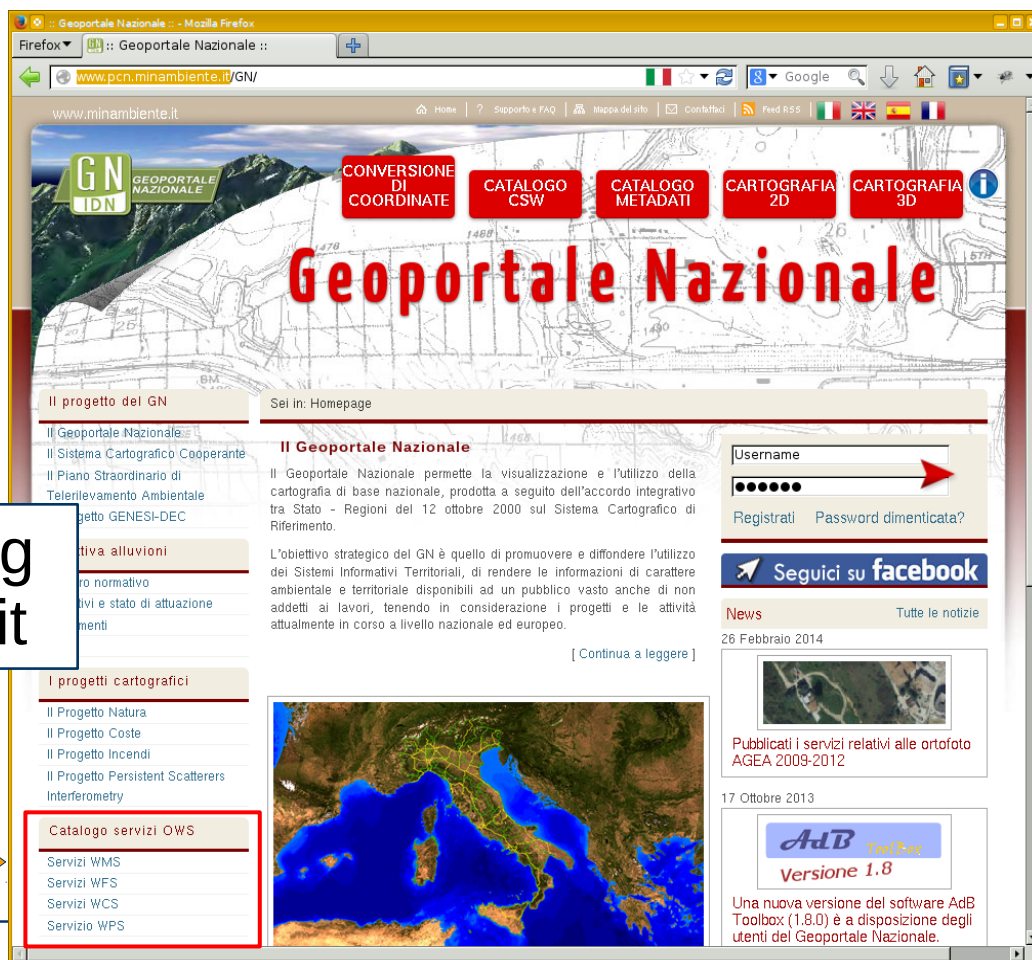 :: Geoportale Nazionale :: - Mozilla Firefox
Firefox
:: Geoportale Nazionale ::
www.pcn.minambiente.it/GN/
Google
www.minambiente.it
Home
? Supporto e FAQ
Mappa del sito
Contattaci
Feed RSS
GN
IDN
GEOPORTALE
NAZIONALE
CONVERSIONE
DI
COORDINATE
CATALOGO
CSW
CATALOGO
METADATI
CARTOGRAFIA
2D
CARTOGRAFIA
3D
Geoportale Nazionale
1476
1468
26
STH
1490
26
BM
1468
Il progetto del GN
Il Geoportale Nazionale
Il Sistema Cartografico Cooperante
Il Piano Straordinario di
Telerilevamento Ambientale
getto GENESI-DEC
g
it
tiva alluvioni
ro normativo
tivi e stato di attuazione
menti
I progetti cartografici
Il Progetto Natura
Il Progetto Coste
Il Progetto Incendi
Il Progetto Persistent Scatterers
Interferometry
Catalogo servizi OWS
Servizi WMS
Servizi WFS
Servizi WCS
Servizio WPS
Sei in: Homepage
Il Geoportale Nazionale
Il Geoportale Nazionale permette la visualizzazione e l'utilizzo della
cartografia di base nazionale, prodotta a seguito dell'accordo integrativo
tra Stato - Regioni del 12 ottobre 2000 sul Sistema Cartografico di
Riferimento.
L'obiettivo strategico del GN è quello di promuovere e diffondere l'utilizzo
dei Sistemi Informativi Territoriali, di rendere le informazioni di carattere
ambientale e territoriale disponibili ad un pubblico vasto anche di non
addetti ai lavori, tenendo in considerazione i progetti e le attività
attualmente in corso a livello nazionale ed europeo.
[ Continua a leggere ]
Username
Registrati Password dimenticata?
Seguici su facebook
News Tutte le notizie
26 Febbraio 2014
Pubblicati i servizi relativi alle ortofoto
AGEA 2009-2012
17 Ottobre 2013
AdB ToolBox
Versione 1.8
Una nuova versione del software AdB
Toolbox (1.8.0) è a disposizione degli
utenti del Geoportale Nazionale.